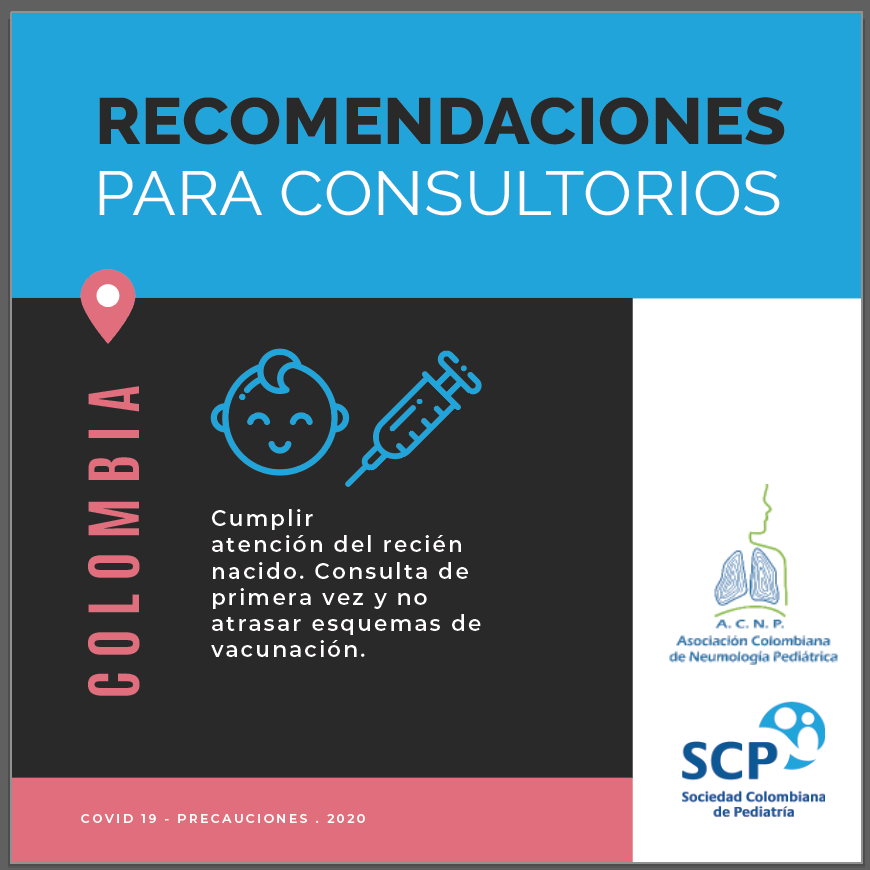 RECOMENDACIONES
PARA CONSULTORIOS
COLOMBIA
Cumplir
atención del recién
nacido. Consulta de
primera vez y no
atrasar esquemas de
vacunación.
A. C. N. P.
Asociación Colombiana
de Neumología Pediátrica
SCP
Sociedad Colombiana
de Pediatría
COVID 19 - PRECAUCIONES . 2020